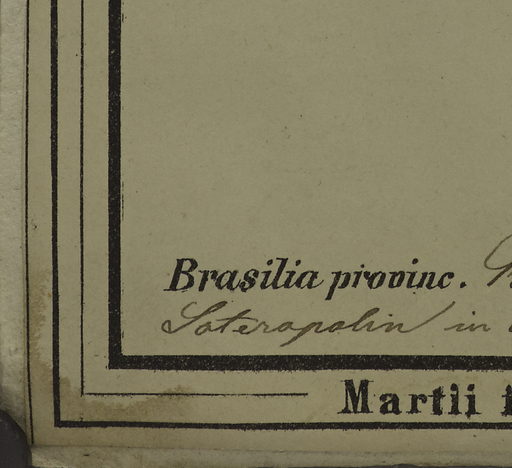 Brasilia provinc.
Soteropolin in
Martii